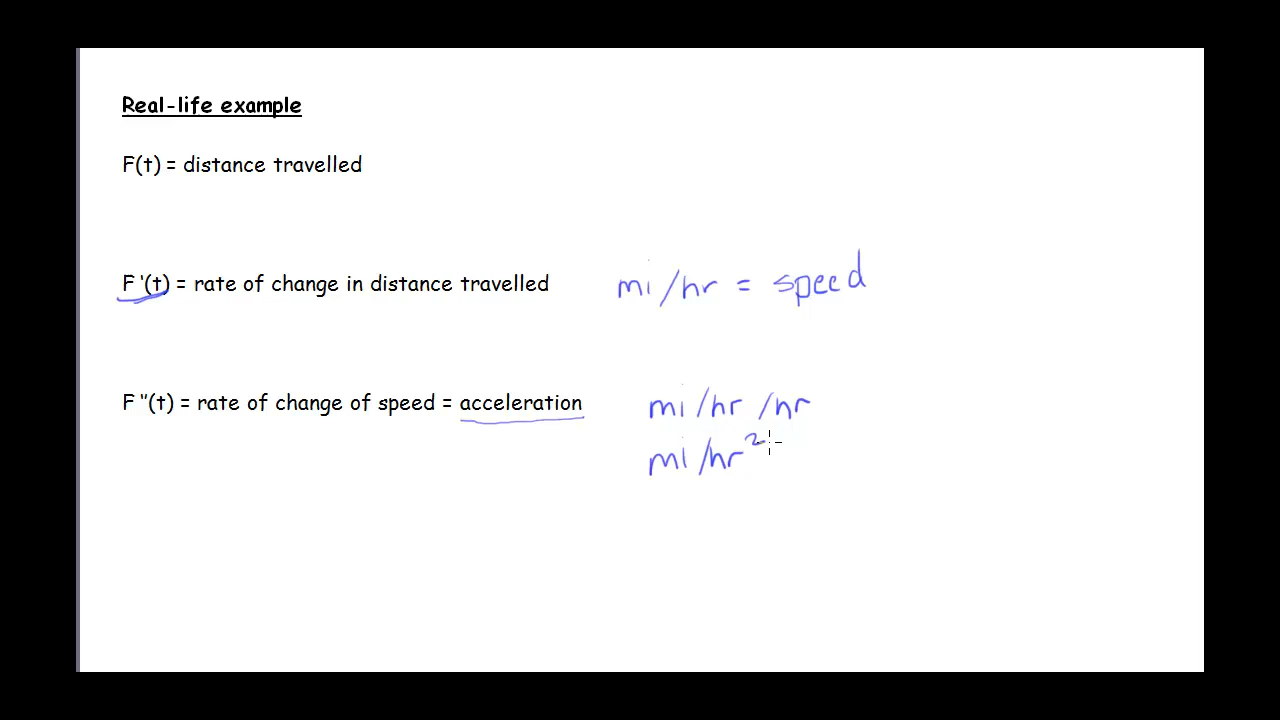 Real-life example
F(t) = distance travelled
F '(t) = rate of change in distance travelled mi/hr = speed
F "(t) = rate of change of speed = acceleration mi/hr /hr
mi/hr²